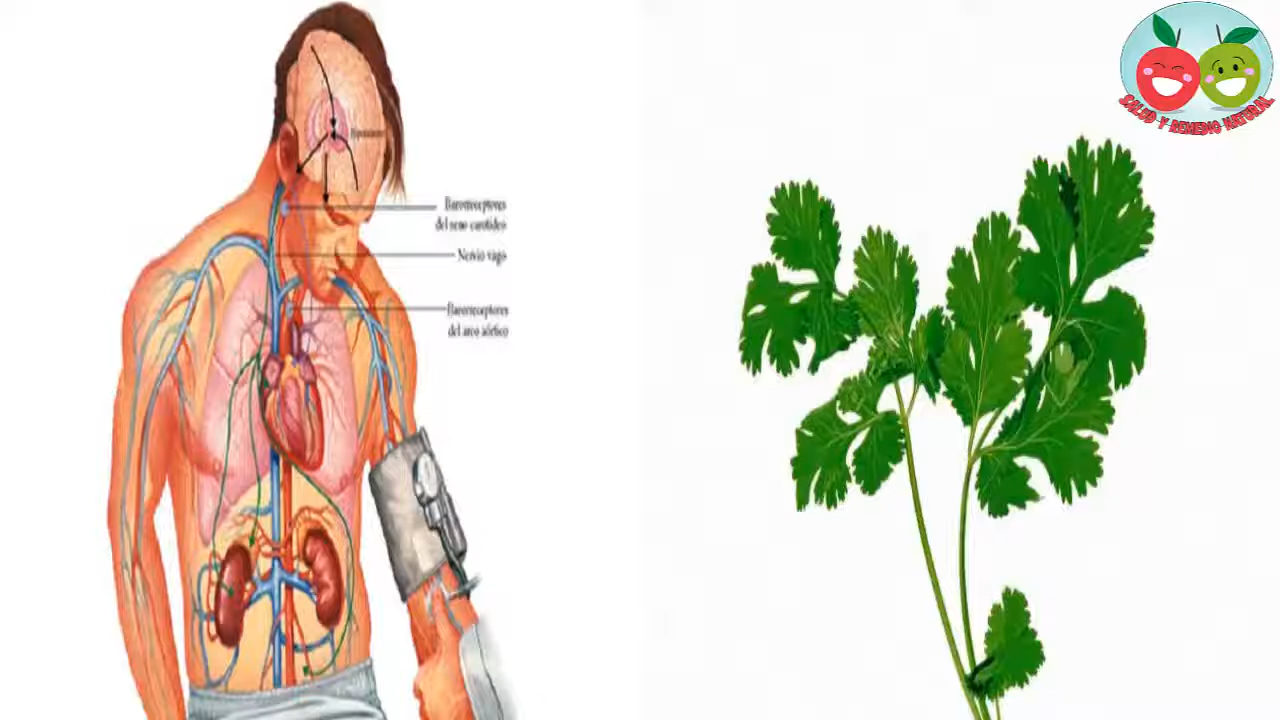 SALUD Y REMEDIO NATURAL
Barorreceptores
del seno carotídeo
Nervio vago
Barorreceptores
del arco aórtico